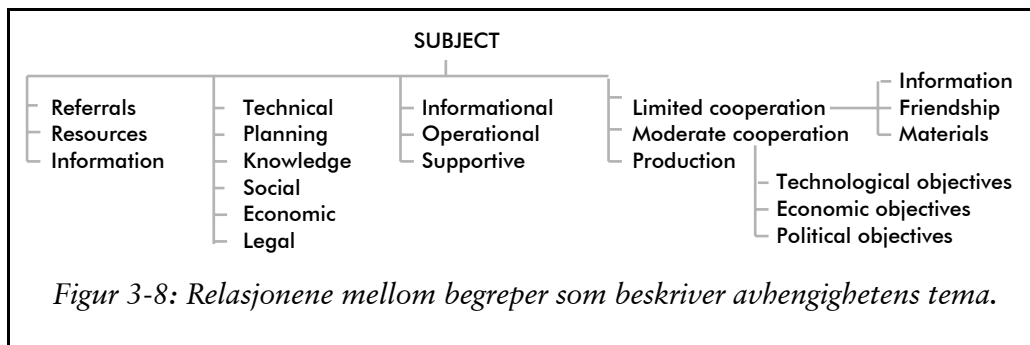 SUBJECT
Referrals
Resources
Information
Technical
Planning
Knowledge
Social
Economic
Legal
Informational
Operational
Supportive
Limited cooperation
Moderate cooperation
Production
Information
Friendship
Materials
Technological objectives
Economic objectives
Political objectives
Figur 3-8: Relasjonene mellom begreper som beskriver avhengighetens tema.